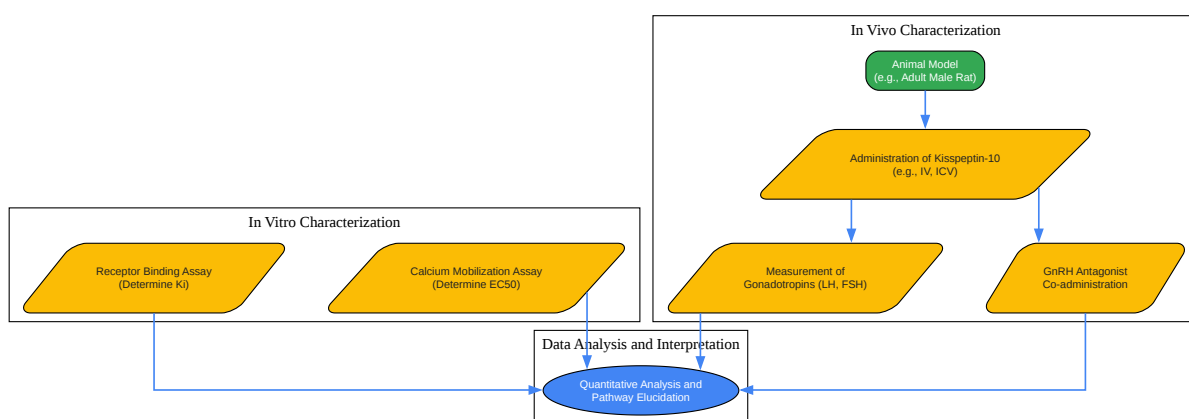 In Vivo Characterization
Animal Model
(e.g., Adult Male Rat)
Administration of Kisspeptin-10
(e.g., IV, ICV)
In Vitro Characterization
Receptor Binding Assay
(Determine Ki)
Calcium Mobilization Assay
(Determine EC50)
Measurement of
Gonadotropins (LH, FSH)
GnRH Antagonist
Co-administration
Data Analysis and Interpretation
Quantitative Analysis and
Pathway Elucidation